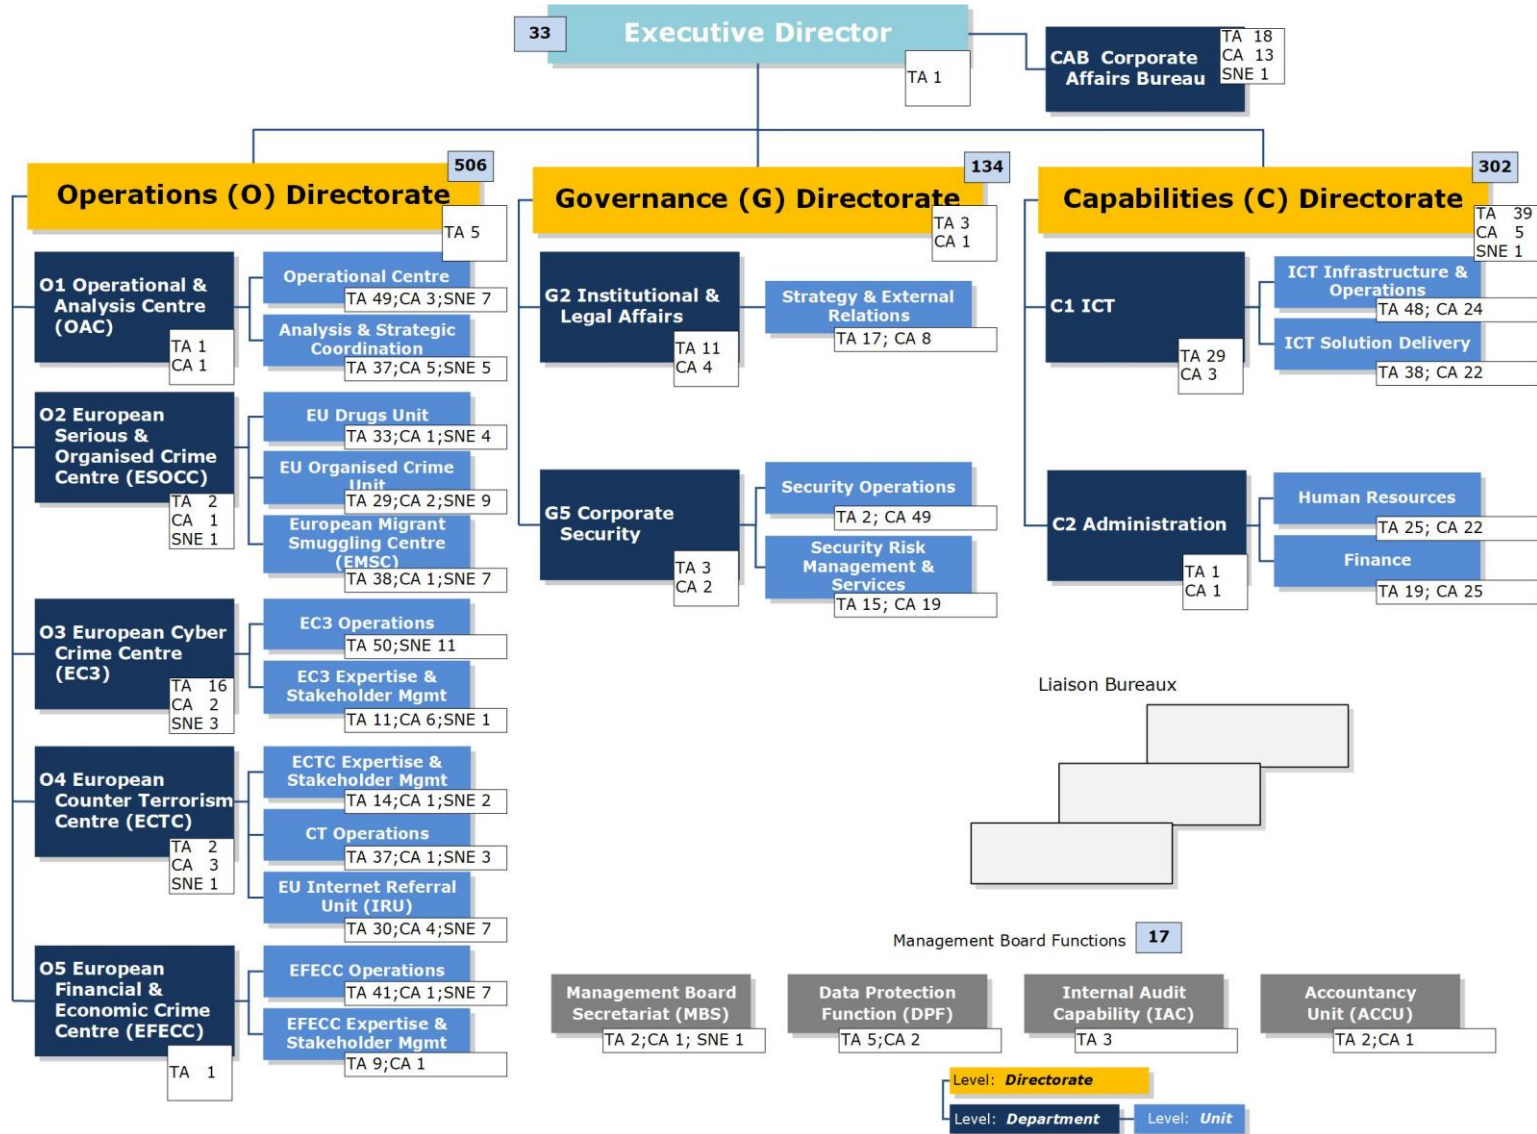 33
Executive Director
TA 1
CAB Corporate
Affairs Bureau
TA 18
CA 13
SNE 1
506
Operations (O) Directorate
TA 5
O1 Operational &
Analysis Centre
(OAC)
TA 1
CA 1
Operational Centre
TA 49;CA 3;SNE 7
Analysis & Strategic
Coordination
TA 37;CA 5;SNE 5
O2 European
Serious &
Organised Crime
Centre (ESOCC)
TA 2
CA 1
SNE 1
EU Drugs Unit
TA 33;CA 1;SNE 4
EU Organised Crime
Unit
TA 29;CA 2;SNE 9
European Migrant
Smuggling Centre
(EMSC)
TA 38;CA 1;SNE 7
O3 European Cyber
Crime Centre
(EC3)
TA 16
CA 2
SNE 3
EC3 Operations
TA 50;SNE 11
EC3 Expertise &
Stakeholder Mgmt
TA 11;CA 6;SNE 1
O4 European
Counter Terrorism
Centre (ECTC)
TA 2
CA 3
SNE 1
ECTC Expertise &
Stakeholder Mgmt
TA 14;CA 1;SNE 2
CT Operations
TA 37;CA 1;SNE 3
EU Internet Referral
Unit (IRU)
TA 30;CA 4;SNE 7
O5 European
Financial &
Economic Crime
Centre (EFECC)
TA 1
EFECC Operations
TA 41;CA 1;SNE 7
EFECC Expertise &
Stakeholder Mgmt
TA 9;CA 1
134
Governance (G) Directorate
TA 3
CA 1
G2 Institutional &
Legal Affairs
TA 11
CA 4
Strategy & External
Relations
TA 17; CA 8
G5 Corporate
Security
TA 3
CA 2
Security Operations
TA 2; CA 49
Security Risk
Management &
Services
TA 15; CA 19
302
Capabilities (C) Directorate
TA 39
CA 5
SNE 1
C1 ICT
TA 29
CA 3
ICT Infrastructure &
Operations
TA 48; CA 24
ICT Solution Delivery
TA 38; CA 22
C2 Administration
TA 1
CA 1
Human Resources
TA 25; CA 22
Finance
TA 19; CA 25
Liaison Bureaux
Management Board Functions 17
Management Board
Secretariat (MBS)
TA 2;CA 1; SNE 1
Data Protection
Function (DPF)
TA 5;CA 2
Internal Audit
Capability (IAC)
TA 3
Accountancy
Unit (ACCU)
TA 2;CA 1
Level: Directorate
Level: Department
Level: Unit